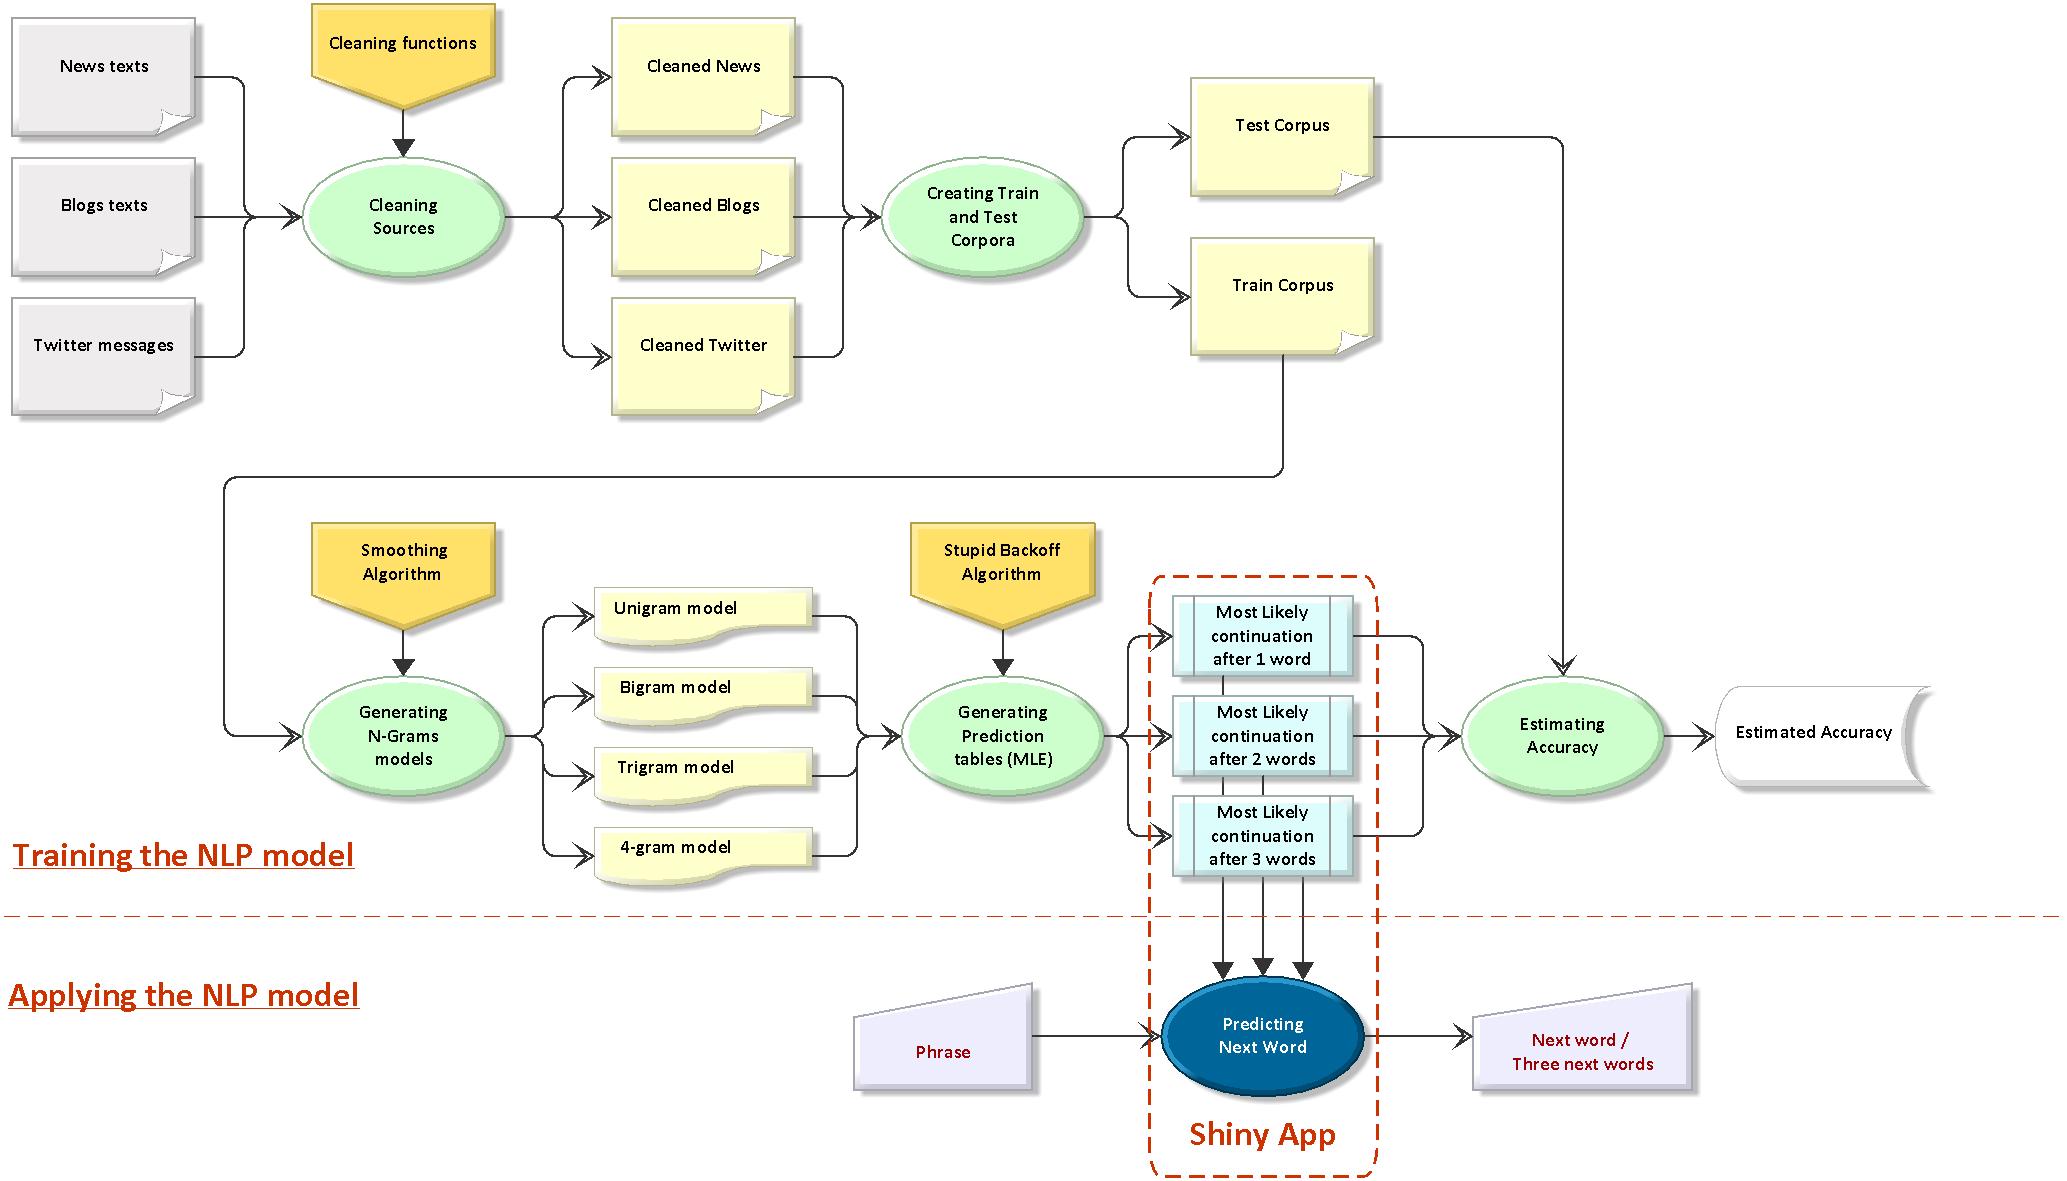 Cleaning functions
News texts
Cleaned News
Test Corpus
Blogs texts
Cleaning
Sources
Cleaned Blogs
Creating Train
and Test
Corpora
Train Corpus
Twitter messages
Cleaned Twitter
Smoothing
Algorithm
Stupid Backoff
Algorithm
Unigram model
Bigram model
Trigram model
4-gram model
Generating
N-Grams
models
Generating
Prediction
tables (MLE)
Most Likely
continuation
after 1 word
Most Likely
continuation
after 2 words
Most Likely
continuation
after 3 words
Estimating
Accuracy
Estimated Accuracy
Training the NLP model
Applying the NLP model
Phrase
Predicting
Next Word
Next word /
Three next words
Shiny App